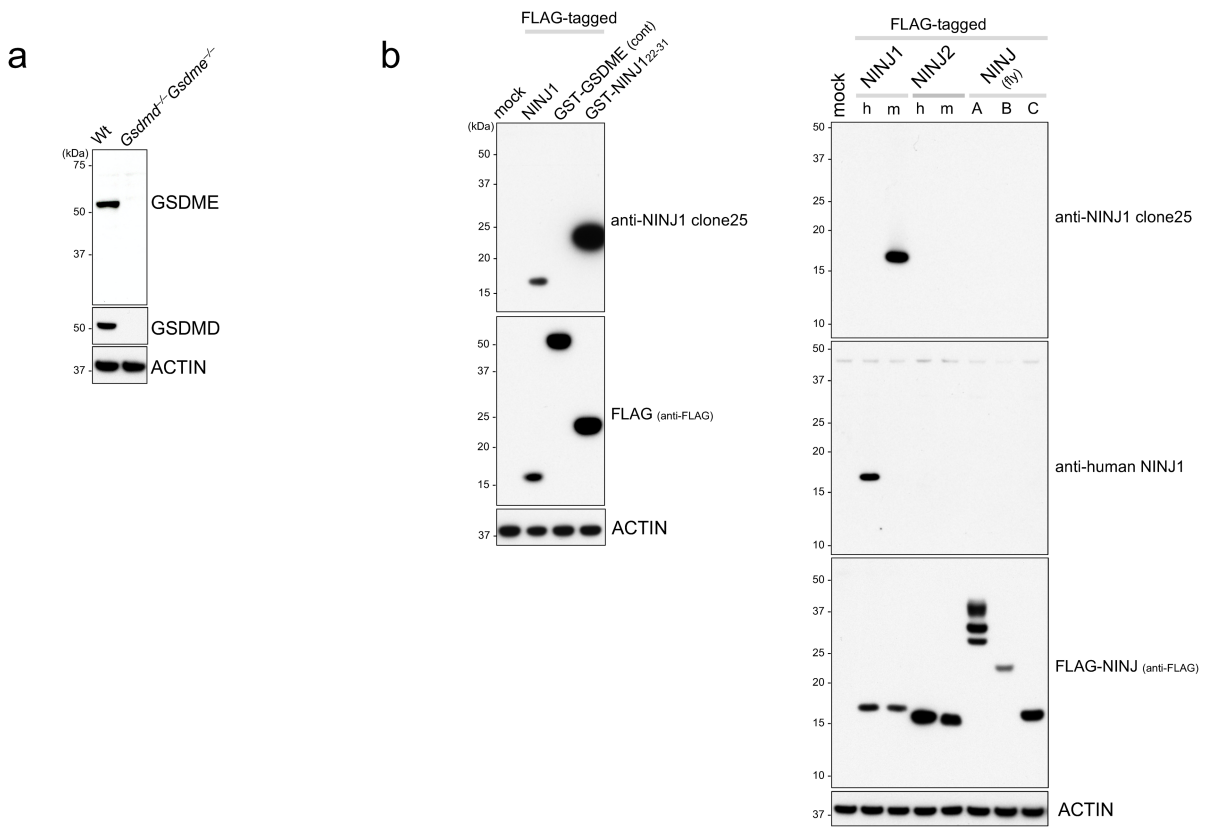 a
Wt
Gsdmd-/-Gsdme-/-
(kDa)
75
50
37
GSDME
50
GSDMD
37
ACTIN
b
FLAG-tagged
mock
NINJ1
GST-GSDME (cont)
GST-NINJ1 22-31
(kDa)
50
37
25
20
15
anti-NINJ1 clone25
50
37
25
20
15
FLAG (anti-FLAG)
37
ACTIN
FLAG-tagged
mock
NINJ1
NINJ2
NINJ
(fly)
h m h m A B C
50
37
25
20
15
10
anti-NINJ1 clone25
50
37
25
20
15
10
anti-human NINJ1
50
37
25
20
15
10
FLAG-NINJ (anti-FLAG)
37
ACTIN